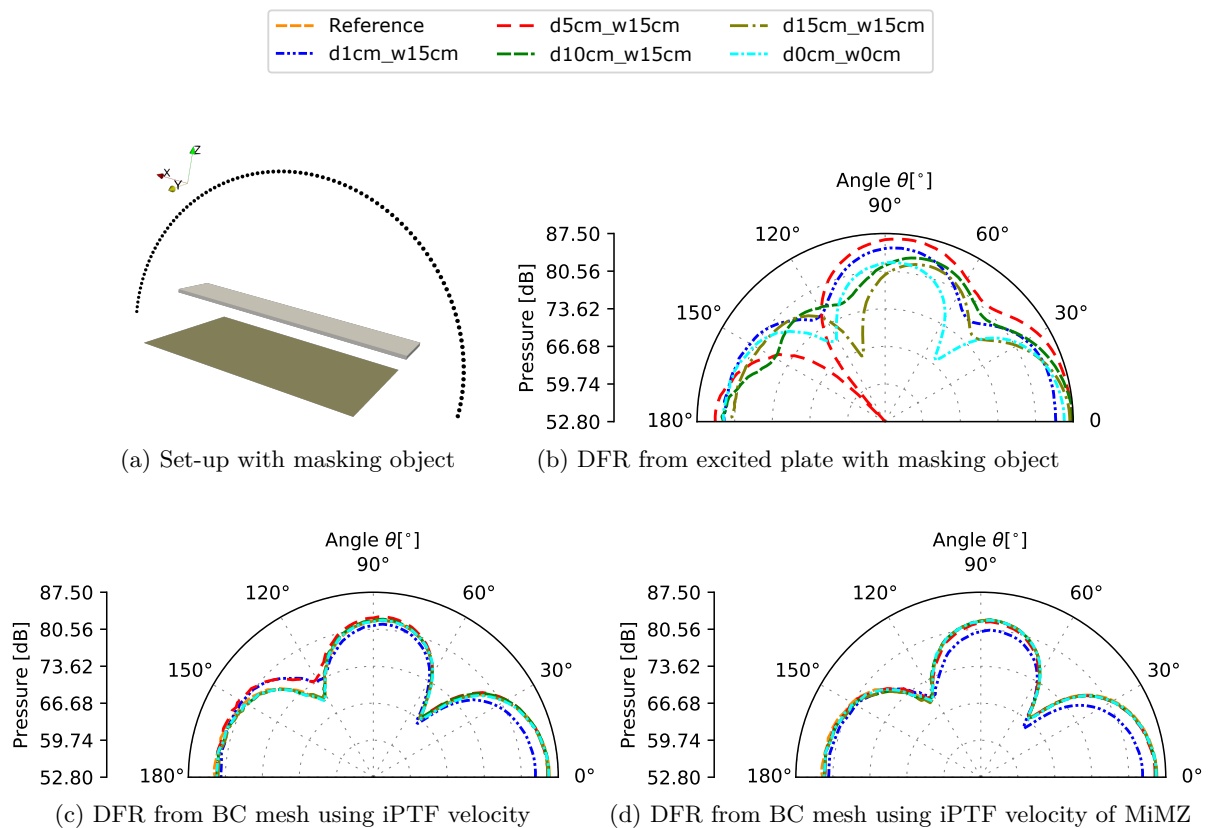 Reference
d1cm_w15cm
d5cm_w15cm
d10cm_w15cm
d15cm_w15cm
d0cm_w0cm
Z
X
Y
(a) Set-up with masking object
Angle θ[°]
90°
120°
60°
150°
30°
180°
0
87.50
80.56
73.62
66.68
59.74
52.80
Pressure [dB]
(b) DFR from excited plate with masking object
Angle θ[°]
90°
120°
60°
150°
30°
180°
0°
87.50
80.56
73.62
66.68
59.74
52.80
Pressure [dB]
(c) DFR from BC mesh using iPTF velocity
Angle θ[°]
90°
120°
60°
150°
30°
180°
0°
87.50
80.56
73.62
66.68
59.74
52.80
Pressure [dB]
(d) DFR from BC mesh using iPTF velocity of MiMZ